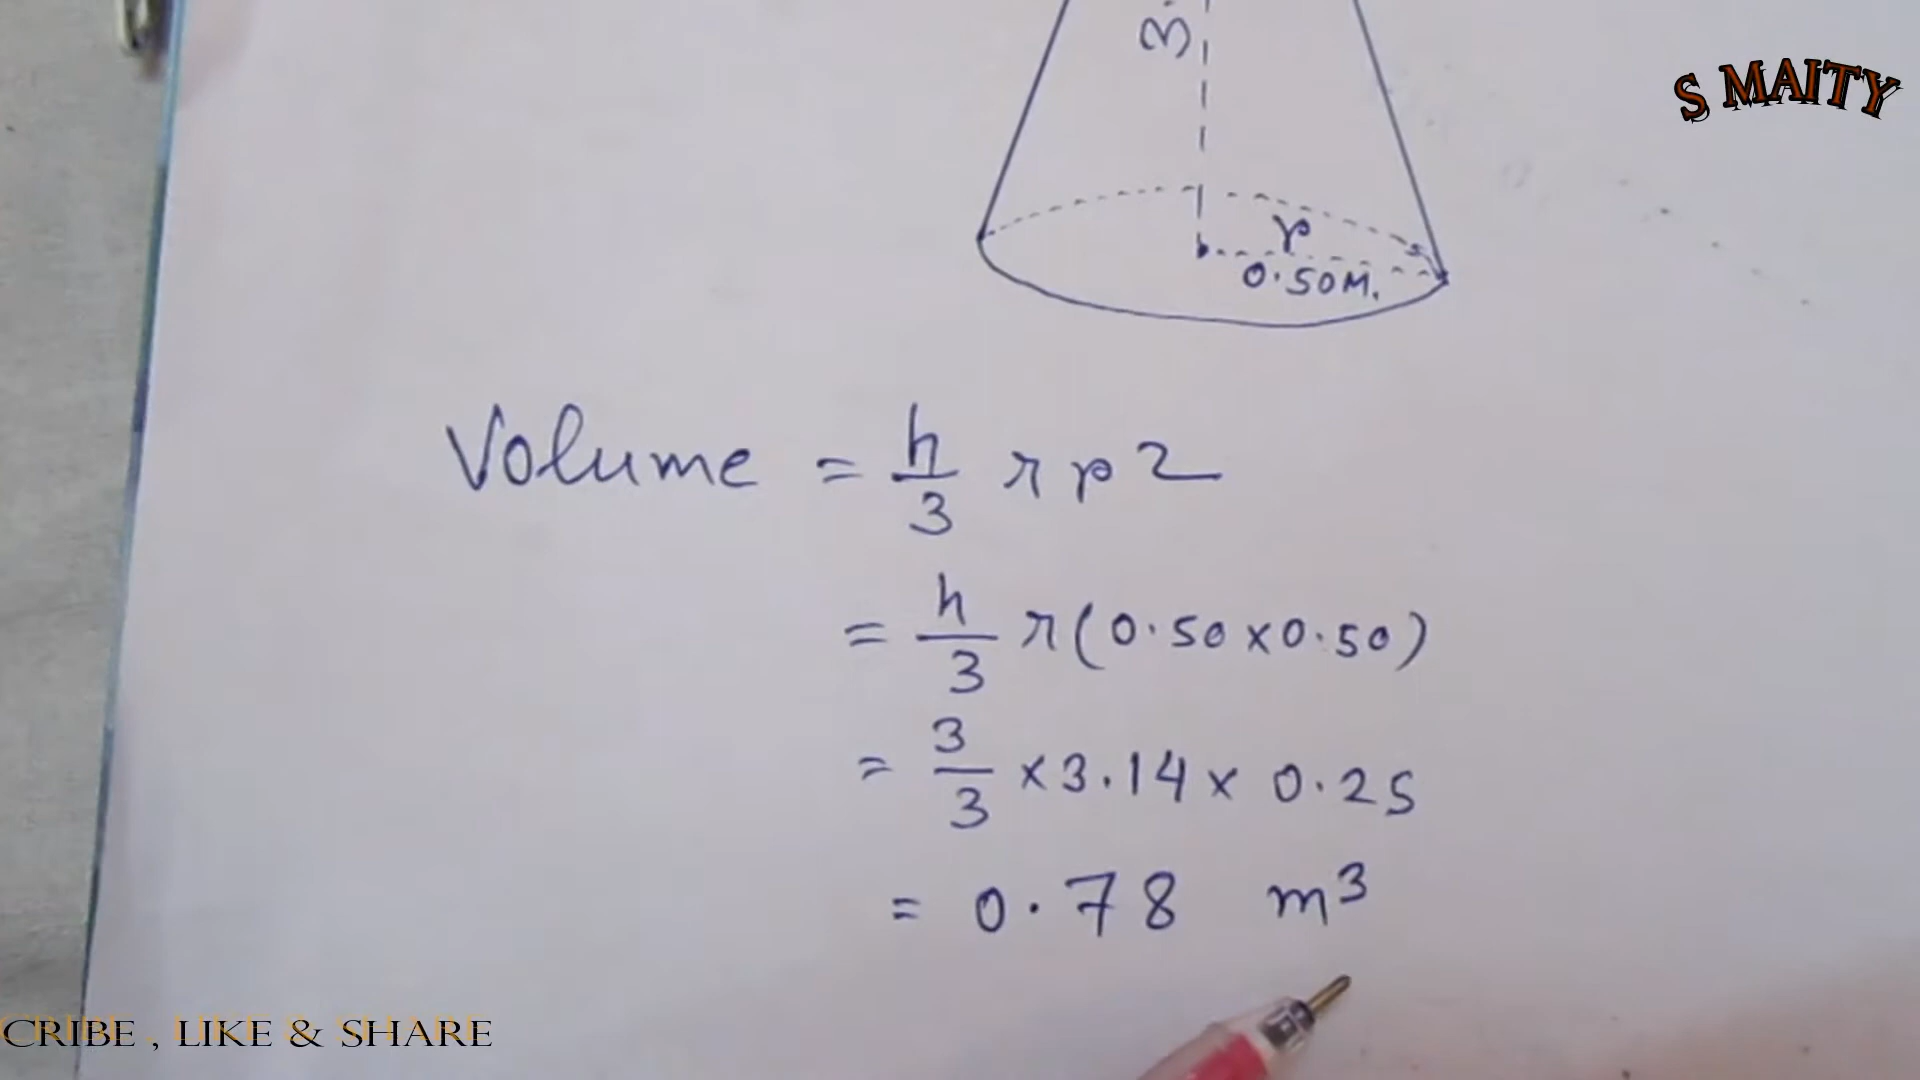 3.
S MAITY
r
0.50M.
Volume = h/3 π r 2
= h/3 π (0.50 x 0.50)
= 3/3 x 3.14 x 0.25
= 0.78 m³
CRIBE , LIKE & SHARE